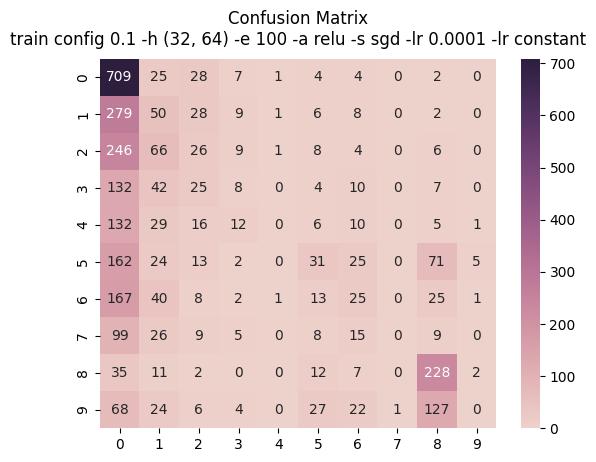 Confusion Matrix
train config 0.1 -h (32, 64) -e 100 -a relu -s sgd -lr 0.0001 -lr constant
0 709 25 28 7 1 4 4 0 2 0
1 279 50 28 9 1 6 8 0 2 0
2 246 66 26 9 1 8 4 0 6 0
3 132 42 25 8 0 4 10 0 7 0
4 132 29 16 12 0 6 10 0 5 1
5 162 24 13 2 0 31 25 0 71 5
6 167 40 8 2 1 13 25 0 25 1
7 99 26 9 5 0 8 15 0 9 0
8 35 11 2 0 0 12 7 0 228 2
9 68 24 6 4 0 27 22 1 127 0
0 1 2 3 4 5 6 7 8 9
700
600
500
400
300
200
100
0